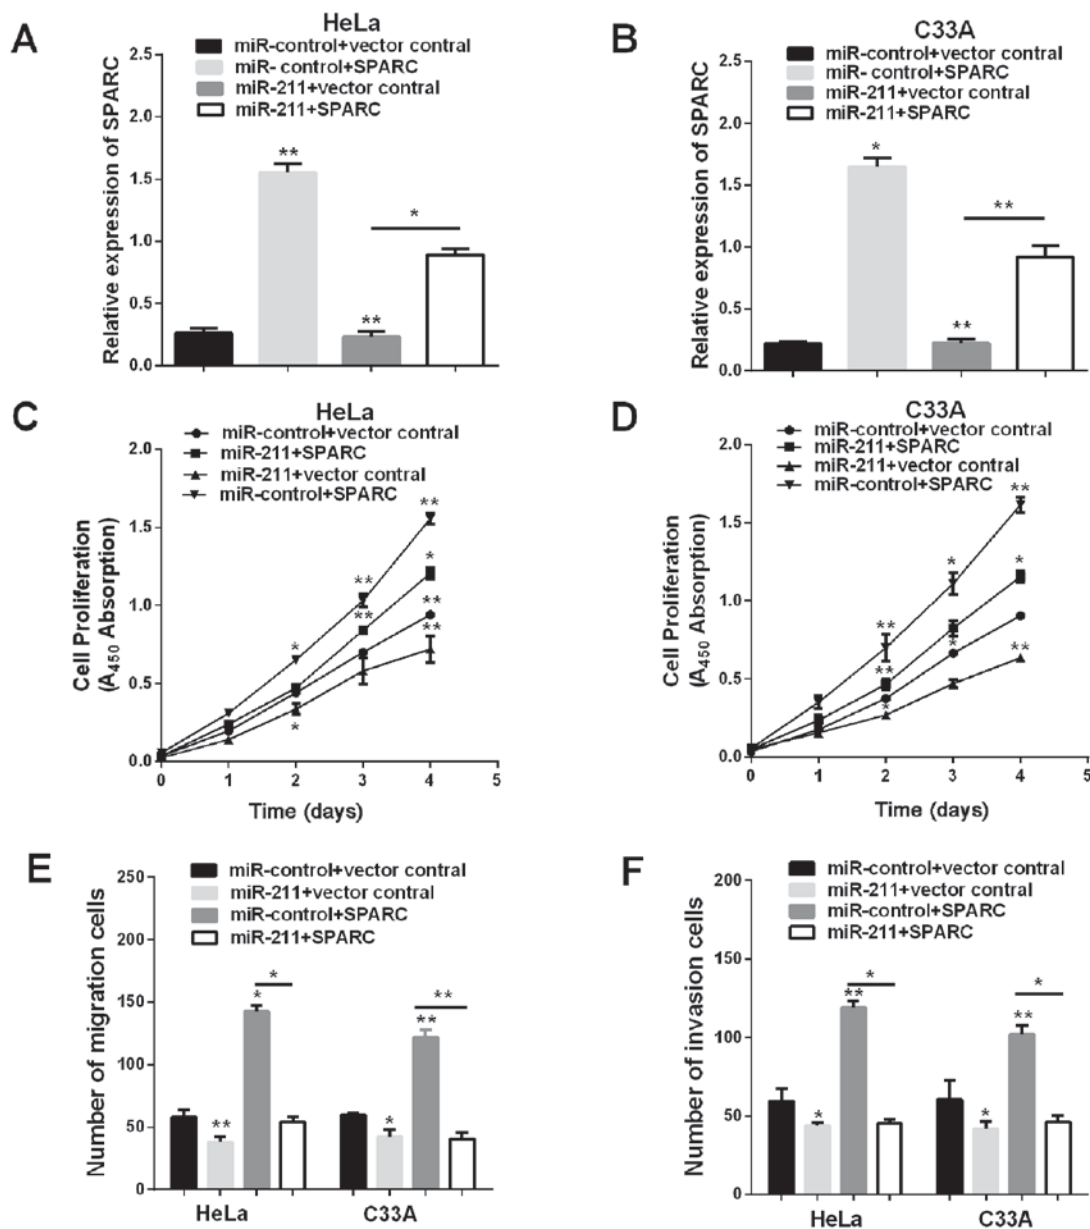 A
HeLa
miR-control+vector contral
miR- control+SPARC
miR-211+vector contral
miR-211+SPARC
Relative expression of SPARC
2.5
2.0
1.5
1.0
0.5
0.0
**
**
*
B
C33A
miR-control+vector contral
miR- control+SPARC
miR-211+vector contral
miR-211+SPARC
Relative expression of SPARC
2.5
2.0
1.5
1.0
0.5
0.0
*
**
**
C
HeLa
miR-control+vector contral
miR-211+SPARC
miR-211+vector contral
miR-control+SPARC
Cell Proliferation
(A450 Absorption)
2.0
1.5
1.0
0.5
0.0
**
*
**
**
**
**
*
*
0 1 2 3 4 5
Time (days)
D
C33A
miR-control+vector contral
miR-211+SPARC
miR-211+vector contral
miR-control+SPARC
Cell Proliferation
(A450 Absorption)
2.0
1.5
1.0
0.5
0.0
**
*
*
**
*
**
**
*
0 1 2 3 4 5
Time (days)
E
miR-control+vector contral
miR-211+vector contral
miR-control+SPARC
miR-211+SPARC
Number of migration cells
250
200
150
100
50
0
**
*
*
*
**
**
HeLa C33A
F
miR-control+vector contral
miR-211+vector contral
miR-control+SPARC
miR-211+SPARC
Number of invasion cells
200
150
100
50
0
*
**
*
*
**
*
HeLa C33A